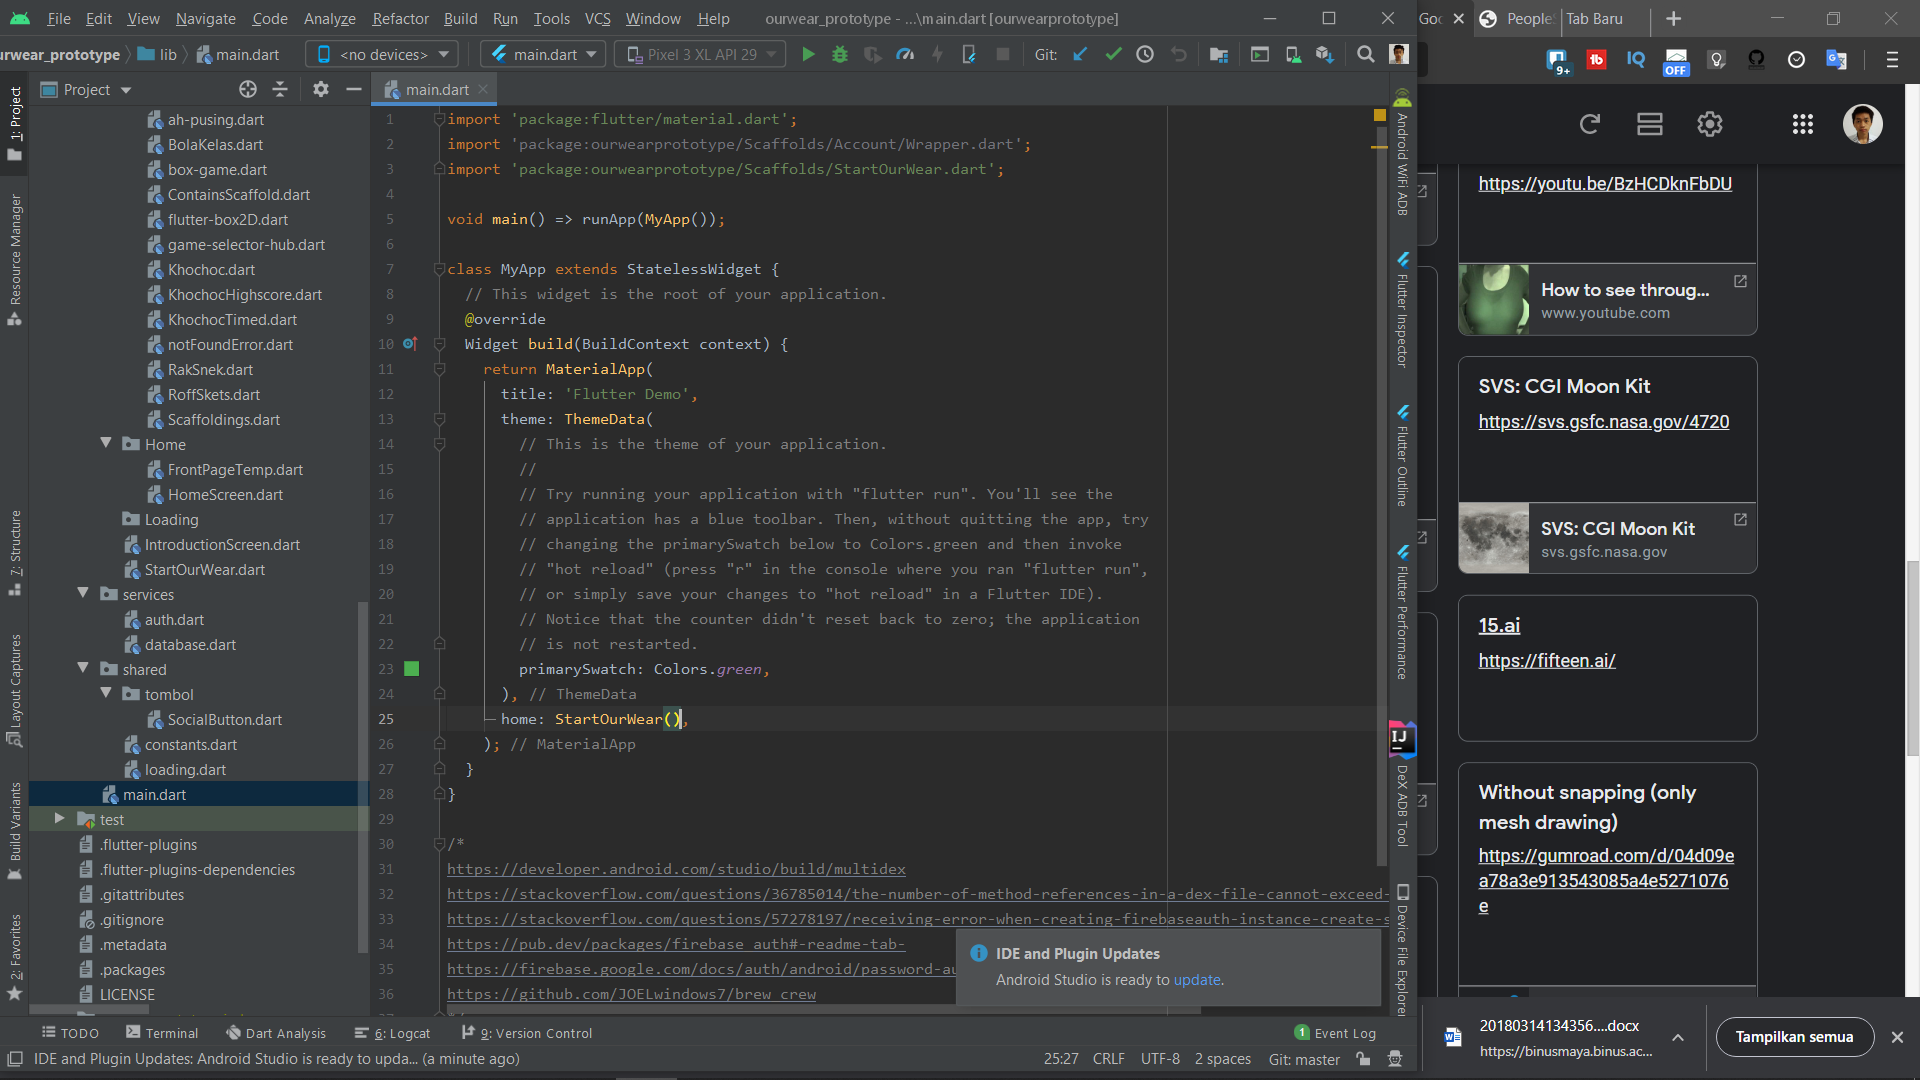 File Edit View Navigate Code Analyze Refactor Build Run Tools VCS Window Help
ourwear_prototype - ...\main.dart [ourwearprototype]
ourwear_prototype lib main.dart
<no devices> main.dart Pixel 3 XL API 29 Git:
Project
main.dart
1: Project
Resource Manager
7: Structure
Layout Captures
Build Variants
2: Favorites
ah-pusing.dart
BolaKelas.dart
box-game.dart
ContainsScaffold.dart
flutter-box2D.dart
game-selector-hub.dart
Khochoc.dart
KhochocHighscore.dart
KhochocTimed.dart
notFoundError.dart
RakSnek.dart
RoffSkets.dart
Scaffoldings.dart
Home
FrontPageTemp.dart
HomeScreen.dart
Loading
IntroductionScreen.dart
StartOurWear.dart
services
auth.dart
database.dart
shared
tombol
SocialButton.dart
constants.dart
loading.dart
main.dart
test
.flutter-plugins
.flutter-plugins-dependencies
.gitattributes
.gitignore
.metadata
.packages
LICENSE
1 import 'package:flutter/material.dart';
2 import 'package:ourwearprototype/Scaffolds/Account/Wrapper.dart';
3 import 'package:ourwearprototype/Scaffolds/StartOurWear.dart';
4
5 void main() => runApp(MyApp());
6
7 class MyApp extends StatelessWidget {
8 // This widget is the root of your application.
9 @override
10 Widget build(BuildContext context) {
11 return MaterialApp(
12 title: 'Flutter Demo',
13 theme: ThemeData(
14 // This is the theme of your application.
15 //
16 // Try running your application with "flutter run". You'll see the
17 // application has a blue toolbar. Then, without quitting the app, try
18 // changing the primarySwatch below to Colors.green and then invoke
19 // "hot reload" (press "r" in the console where you ran "flutter run",
20 // or simply save your changes to "hot reload" in a Flutter IDE).
21 // Notice that the counter didn't reset back to zero; the application
22 // is not restarted.
23 primarySwatch: Colors.green,
24 ), // ThemeData
25 home: StartOurWear(),
26 ); // MaterialApp
27 }
28 }
29
30 /*
31 https://developer.android.com/studio/build/multidex
32 https://stackoverflow.com/questions/36785014/the-number-of-method-references-in-a-dex-file-cannot-exceed-
33 https://stackoverflow.com/questions/57278197/receiving-error-when-creating-firebaseauth-instance-create-s
34 https://pub.dev/packages/firebase_auth#-readme-tab-
35 https://firebase.google.com/docs/auth/android/password-au
36 https://github.com/JOELwindows7/brew_crew
IDE and Plugin Updates
Android Studio is ready to update.
Android WiFi ADB
Flutter Inspector
Flutter Outline
Flutter Performance
IJ
DeX ADB Tool
Device File Explorer
TODO Terminal Dart Analysis 6: Logcat 9: Version Control
1 Event Log
IDE and Plugin Updates: Android Studio is ready to upda... (a minute ago)
25:27 CRLF UTF-8 2 spaces Git: master
Goo People Tab Baru
9+ IQ OFF
https://youtu.be/BzHCDknFbDU
How to see throug...
www.youtube.com
SVS: CGI Moon Kit
https://svs.gsfc.nasa.gov/4720
SVS: CGI Moon Kit
svs.gsfc.nasa.gov
15.ai
https://fifteen.ai/
Without snapping (only
mesh drawing)
https://gumroad.com/d/04d09e
a78a3e913543085a4e5271076
e
20180314134356....docx
https://binusmaya.binus.ac...
Tampilkan semua